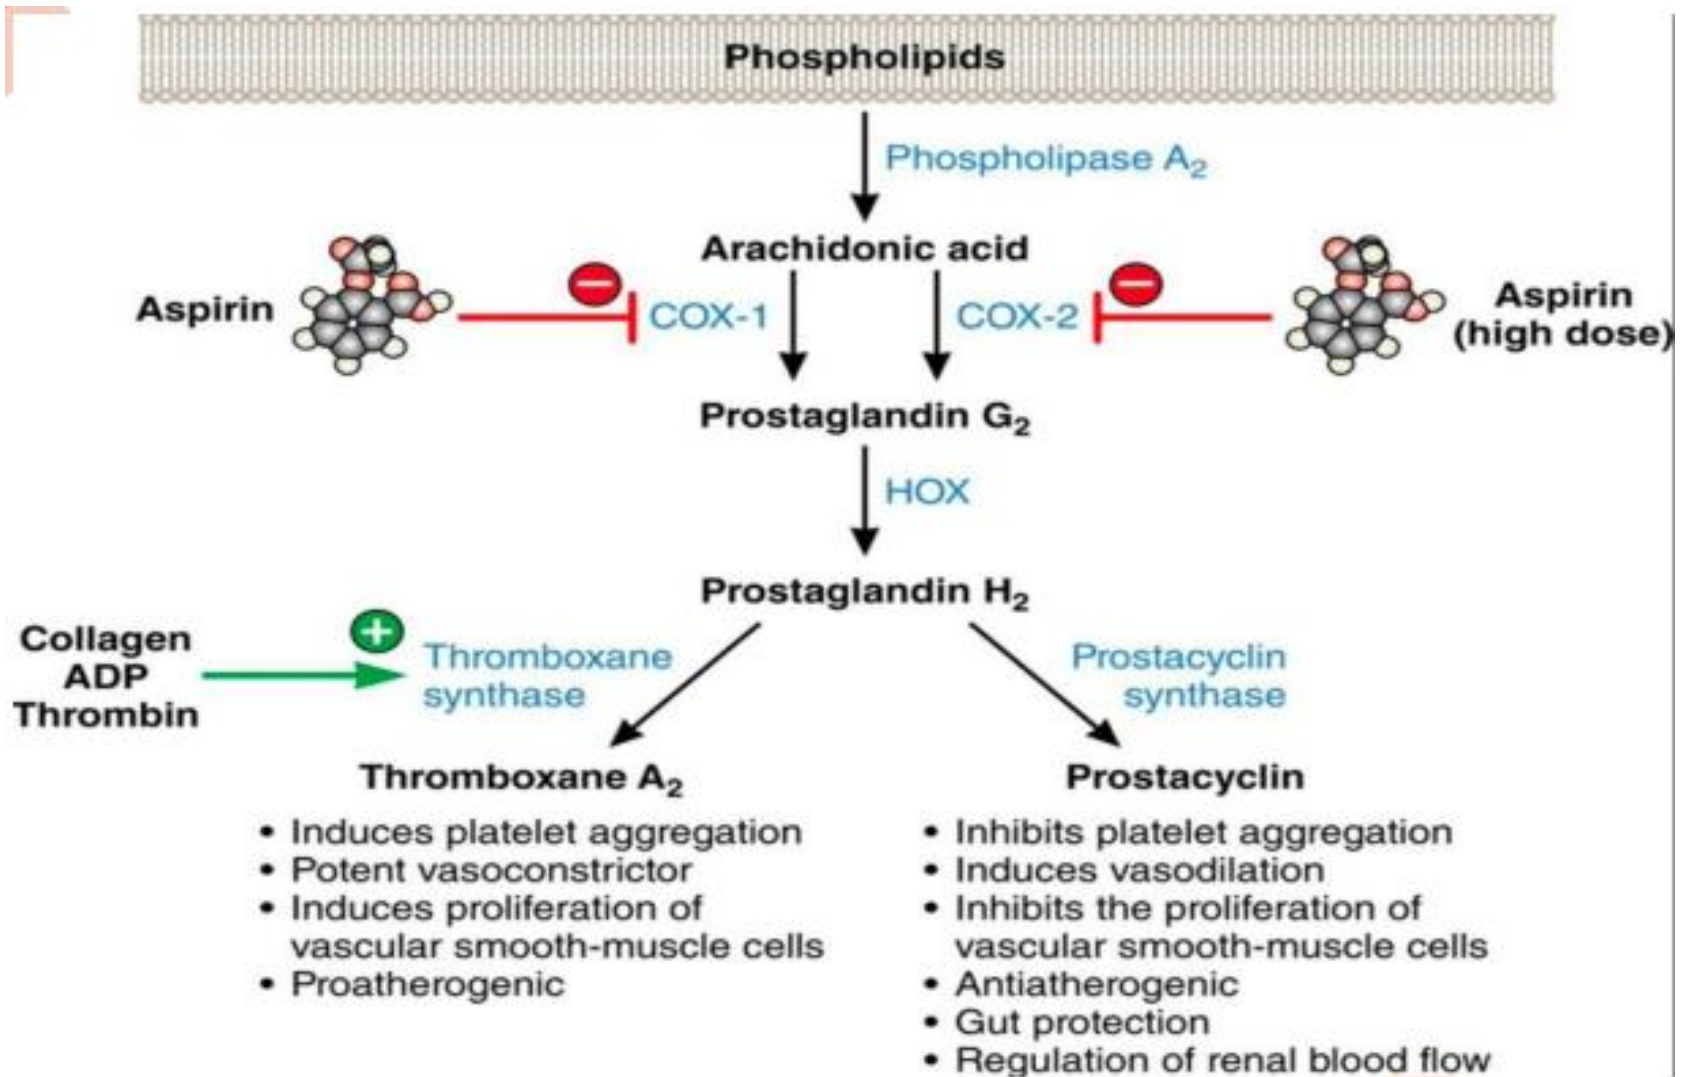 Phospholipids
Phospholipase A₂
Arachidonic acid
Aspirin
−
COX-1
COX-2
−
Aspirin
(high dose)
Prostaglandin G₂
HOX
Prostaglandin H₂
Collagen
ADP
Thrombin
+
Thromboxane
synthase
Prostacyclin
synthase
Thromboxane A₂
• Induces platelet aggregation
• Potent vasoconstrictor
• Induces proliferation of
vascular smooth-muscle cells
• Proatherogenic
Prostacyclin
• Inhibits platelet aggregation
• Induces vasodilation
• Inhibits the proliferation of
vascular smooth-muscle cells
• Antiatherogenic
• Gut protection
• Regulation of renal blood flow